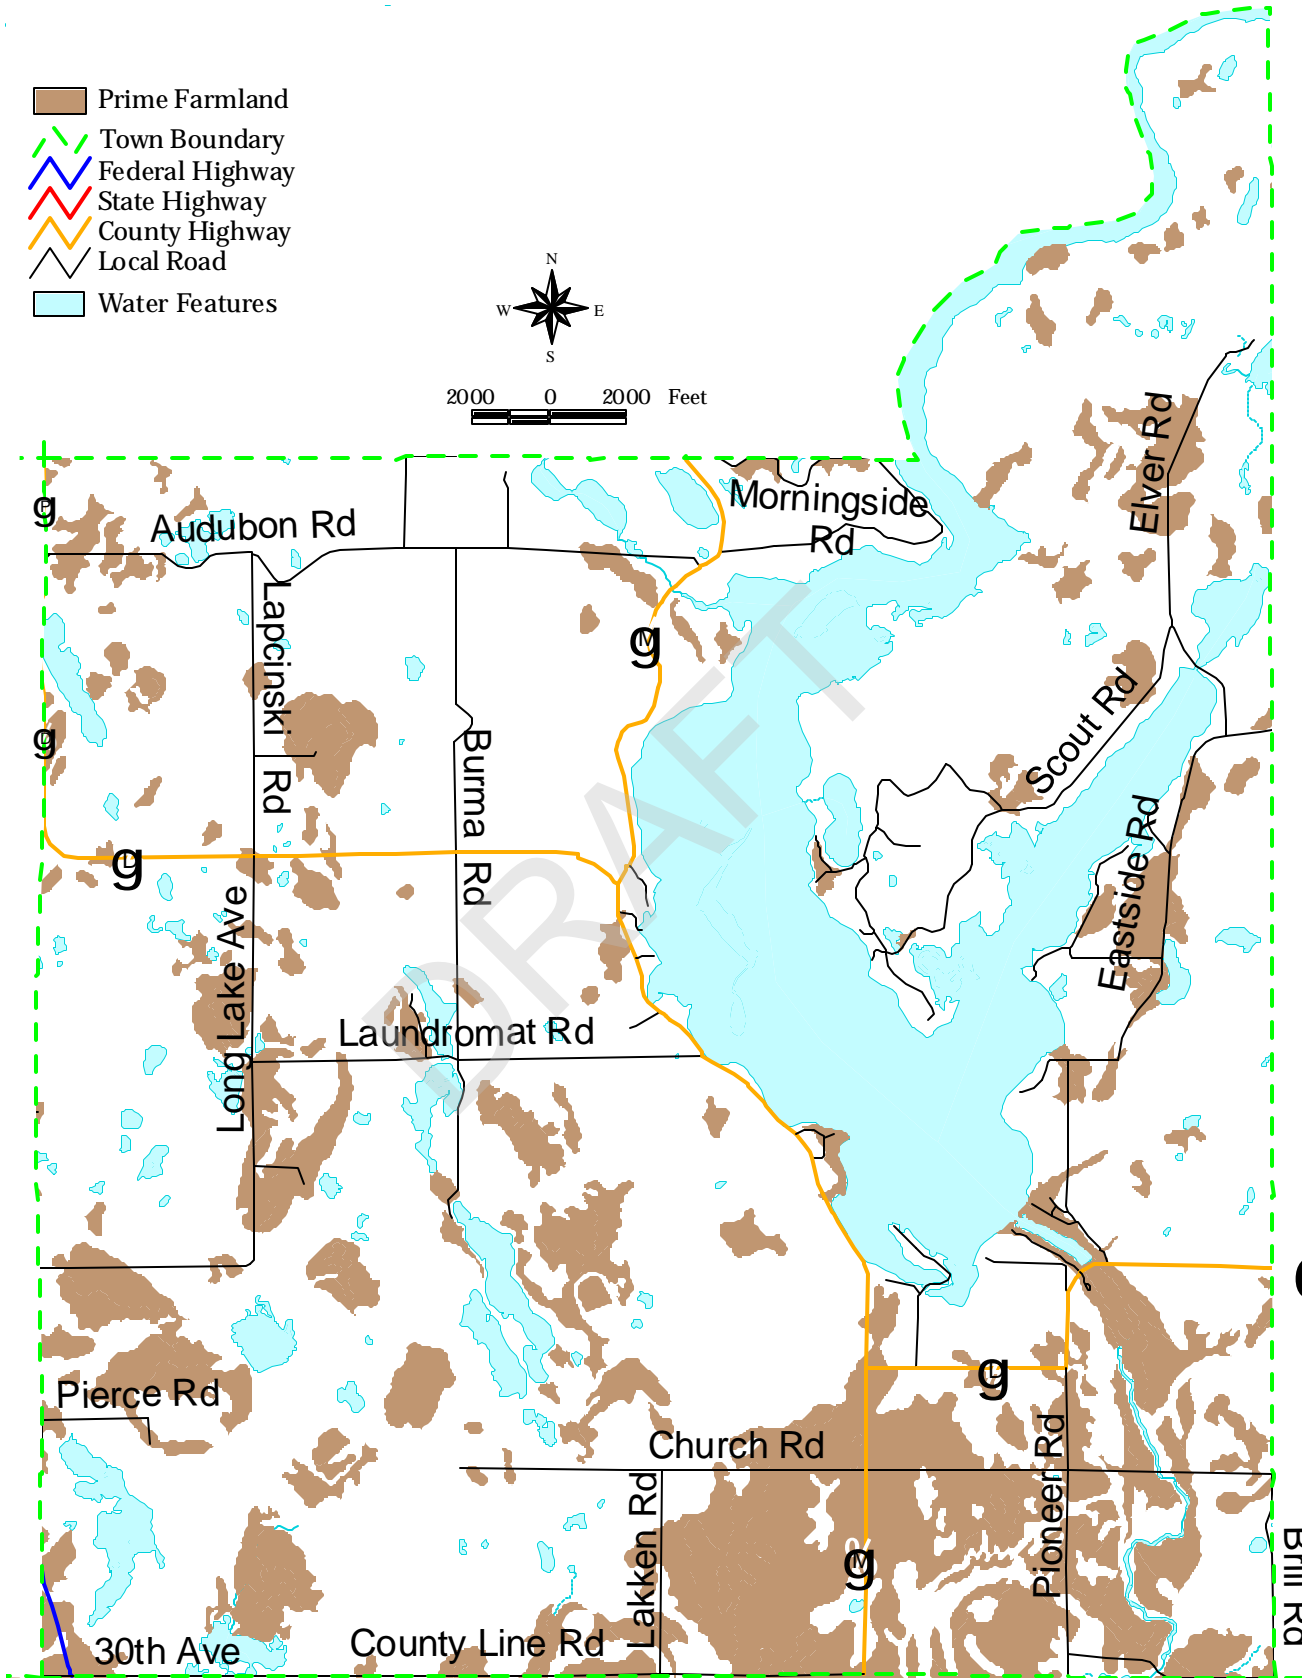 Prime Farmland
Town Boundary
Federal Highway
State Highway
County Highway
Local Road
Water Features
N
W E
S
2000 0 2000 Feet
g
Audubon Rd
Morningside
Rd
Elver Rd
Lapcinski
Rd
g
M
g
Burma
Rd
Scout Rd
Eastside Rd
g
L
Long Lake Ave
Laundromat Rd
DRAFT
g
L
Pierce Rd
Church Rd
Pioneer Rd
Lakken Rd
g
M
Brill Rd
30th Ave
County Line Rd